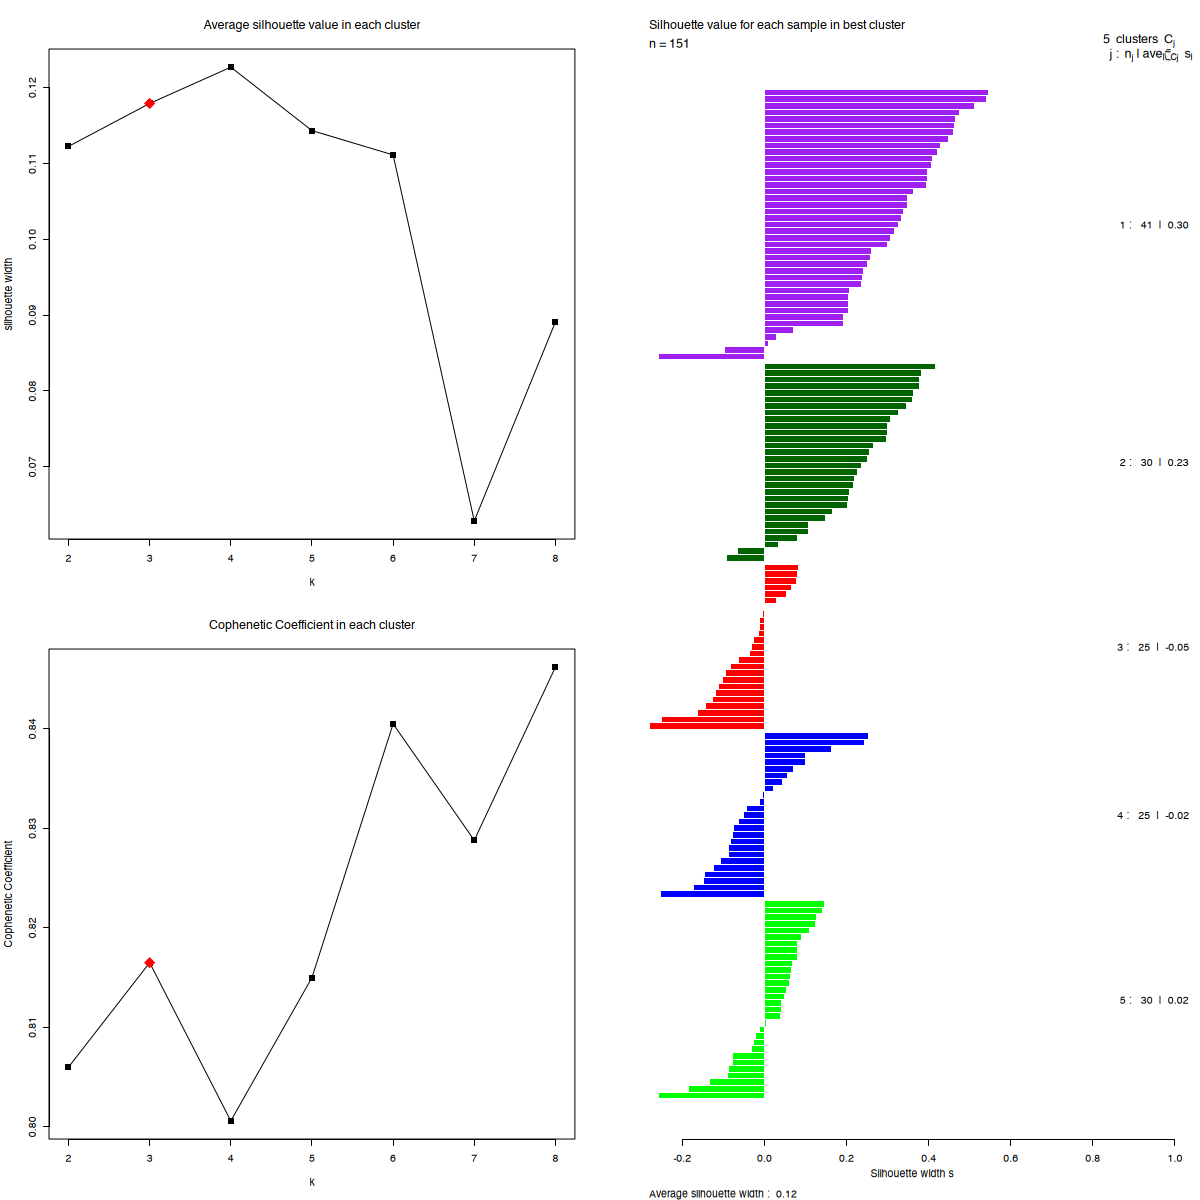 Average silhouette value in each cluster
0.12
0.11
0.10
0.09
0.08
0.07
silhouette width
2 3 4 5 6 7 8
k
Cophenetic Coefficient in each cluster
0.84
0.83
0.82
0.81
0.80
Cophenetic Coefficient
2 3 4 5 6 7 8
k
Silhouette value for each sample in best cluster
n = 151
5 clusters Cj
j : nj | avei∈Cj si
1 : 41 | 0.30
2 : 30 | 0.23
3 : 25 | -0.05
4 : 25 | -0.02
5 : 30 | 0.02
-0.2 0.0 0.2 0.4 0.6 0.8 1.0
Silhouette width s
Average silhouette width : 0.12